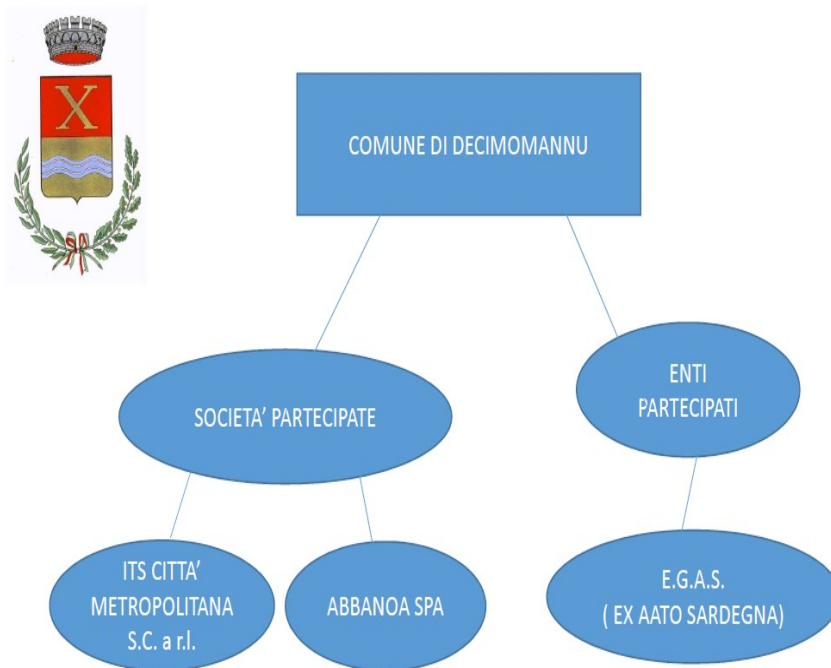 X
COMUNE DI DECIMOMANNU
SOCIETA’ PARTECIPATE
ENTI
PARTECIPATI
ITS CITTA’
METROPOLITANA
S.C. a r.l.
ABBANOA SPA
E.G.A.S.
( EX AATO SARDEGNA)